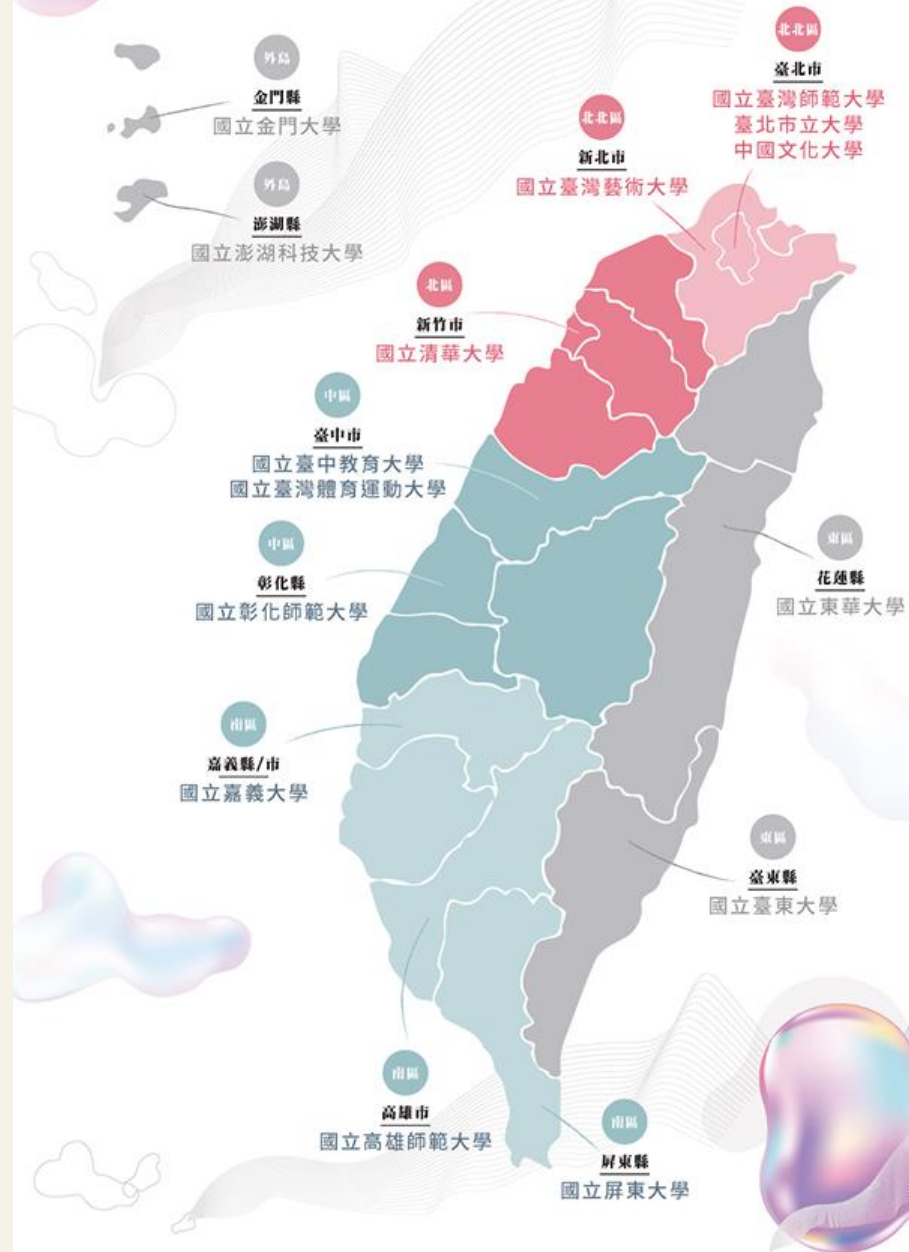 北北區
臺北市
國立臺灣師範大學
臺北市立大學
中國文化大學
北北區
新北市
國立臺灣藝術大學
外島
金門縣
國立金門大學
外島
澎湖縣
國立澎湖科技大學
北區
新竹市
國立清華大學
中區
臺中市
國立臺中教育大學
國立臺灣體育運動大學
中區
彰化縣
國立彰化師範大學
東區
花蓮縣
國立東華大學
南區
嘉義縣/市
國立嘉義大學
東區
臺東縣
國立臺東大學
南區
高雄市
國立高雄師範大學
南區
屏東縣
國立屏東大學